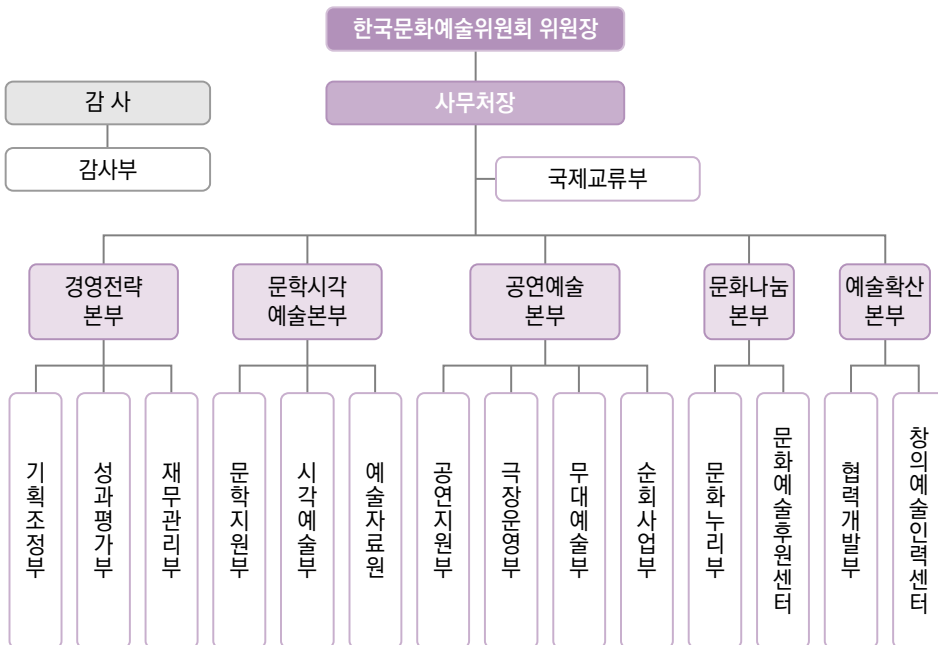 한국문화예술위원회 위원장
감 사
사무처장
감사부
국제교류부
경영전략
본부
문학시각
예술본부
공연예술
본부
문화나눔
본부
예술확산
본부
기획조정부
성과평가부
재무관리부
문학지원부
시각예술부
예술자료원
공연지원부
극장운영부
무대예술부
순회사업부
문화누리부
문화예술후원센터
협력개발부
창의예술인력센터